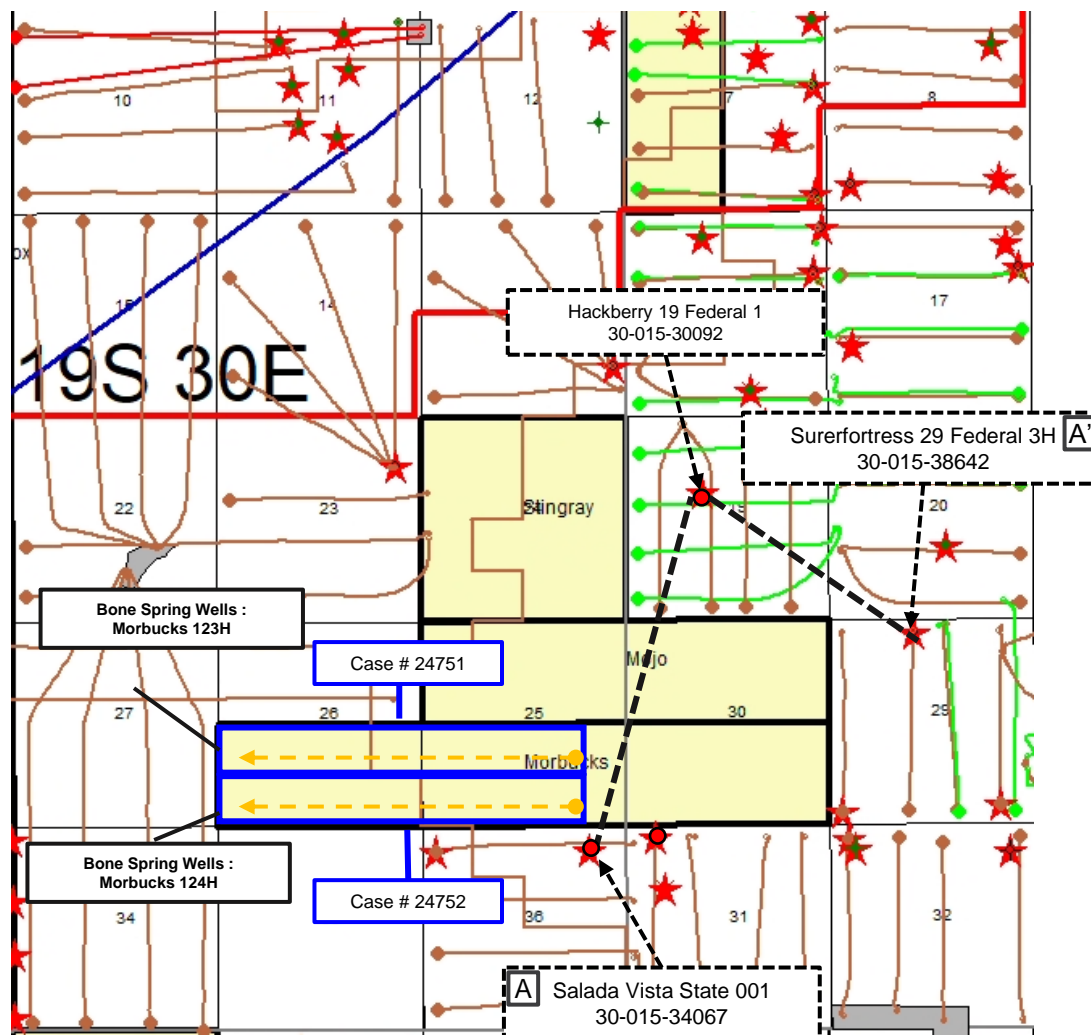 10
11
12
7
8
ox
15
14
17
Hackberry 19 Federal 1
30-015-30092
19S 30E
Surerfortress 29 Federal 3H
30-015-38642
A'
22
23
Stingray
24
19
20
Bone Spring Wells :
Morbucks 123H
Case # 24751
Mojo
27
26
25
30
29
Morbucks
Bone Spring Wells :
Morbucks 124H
Case # 24752
34
36
31
32
A
Salada Vista State 001
30-015-34067